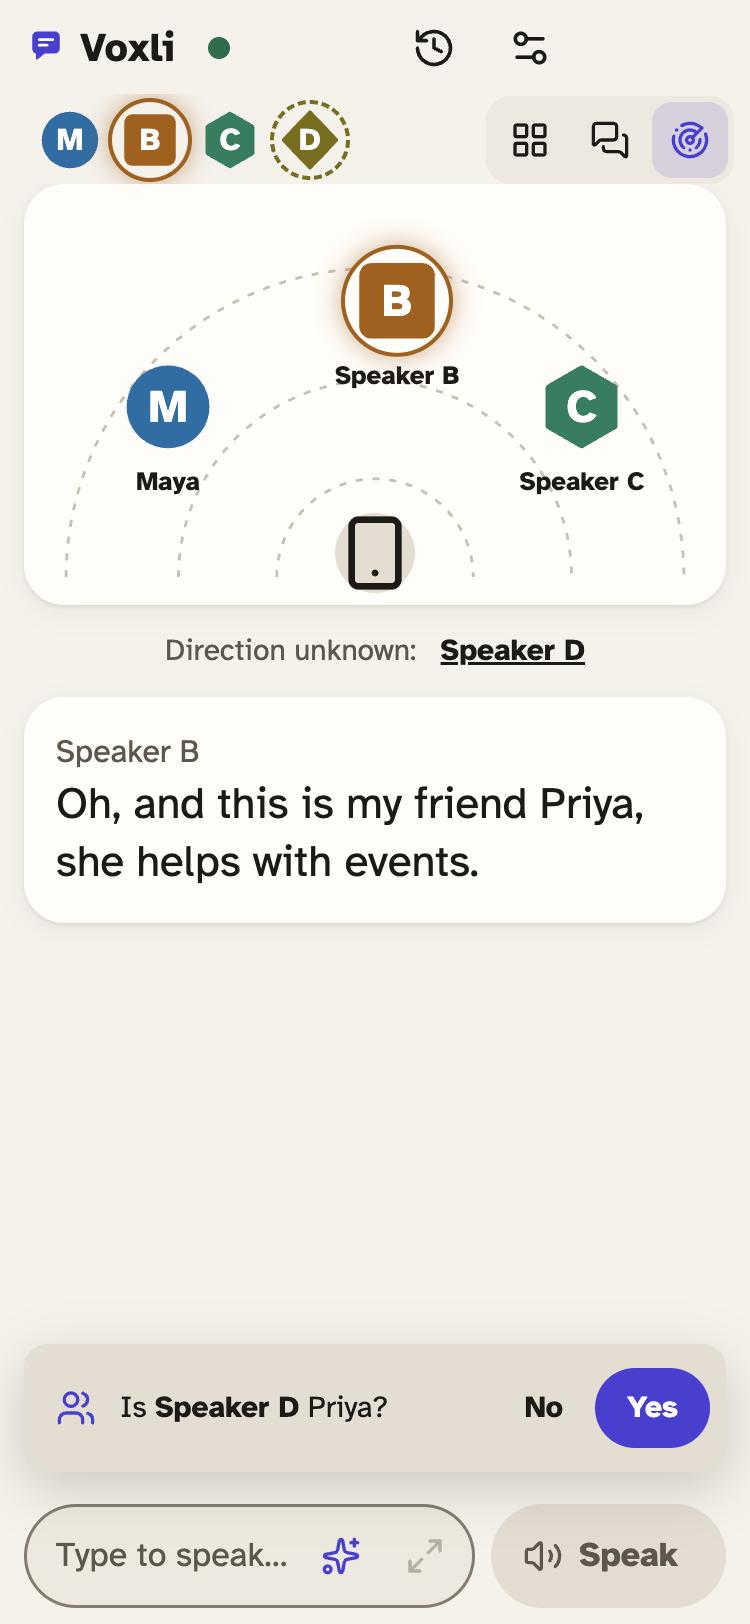 Voxli
M B C D
B
Speaker B
M
C
Maya
Speaker C
Direction unknown: Speaker D
Speaker B
Oh, and this is my friend Priya,
she helps with events.
Is Speaker D Priya? No Yes
Type to speak... Speak